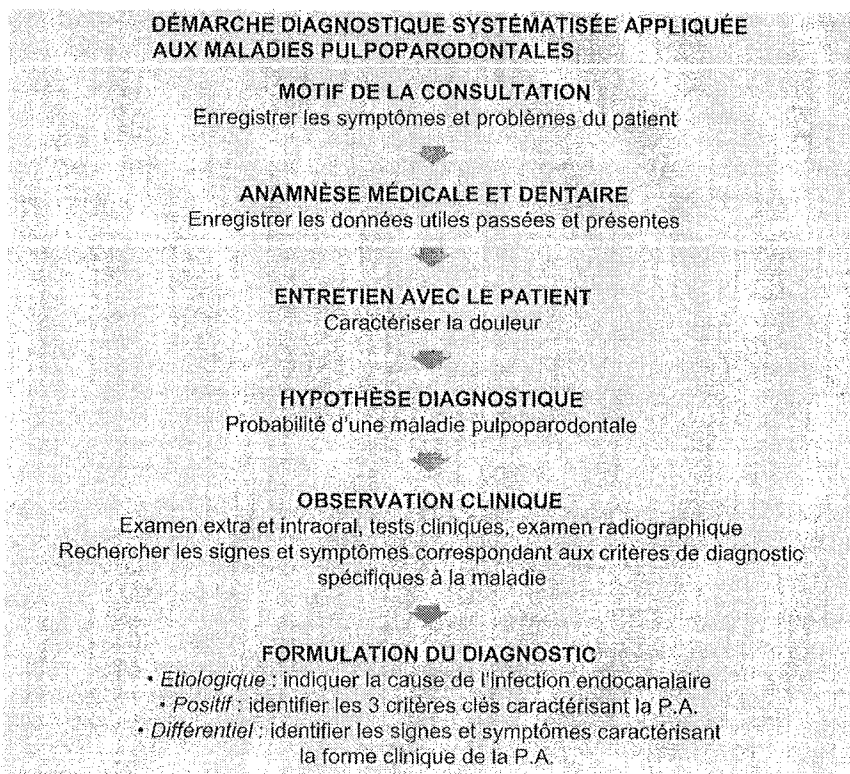 DÉMARCHE DIAGNOSTIQUE SYSTÉMATISÉE APPLIQUÉE
AUX MALADIES PULPOPARODONTALES
MOTIF DE LA CONSULTATION
Enregistrer les symptômes et problèmes du patient
ANAMNÈSE MÉDICALE ET DENTAIRE
Enregistrer les données utiles passées et présentes
ENTRETIEN AVEC LE PATIENT
Caractériser la douleur
HYPOTHÈSE DIAGNOSTIQUE
Probabilité d'une maladie pulpoparodontale
OBSERVATION CLINIQUE
Examen extra et intraoral, tests cliniques, examen radiographique
Rechercher les signes et symptômes correspondant aux critères de diagnostic
spécifiques à la maladie
FORMULATION DU DIAGNOSTIC
• Etiologique : indiquer la cause de l'infection endocanalaire
• Positif : identifier les 3 critères clés caractérisant la P.A.
• Différentiel : identifier les signes et symptômes caractérisant
la forme clinique de la P.A.